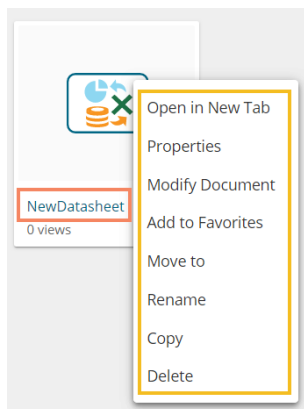 NewDatasheet
0 views
Open in New Tab
Properties
Modify Document
Add to Favorites
Move to
Rename
Copy
Delete